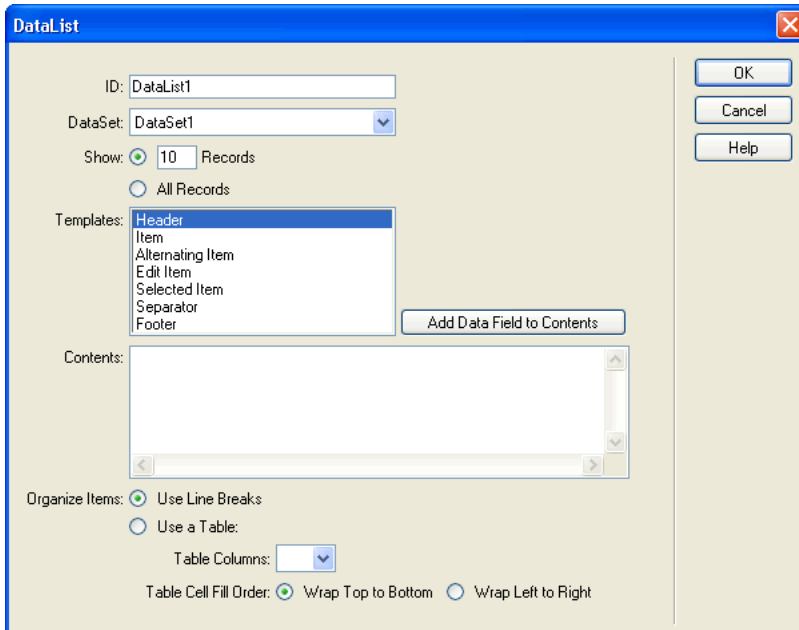 DataList
ID: DataList1
OK
DataSet: DataSet1
Cancel
Show: 10 Records
Help
All Records
Templates: Header
Item
Alternating Item
Edit Item
Selected Item
Separator
Footer
Add Data Field to Contents
Contents:
Organize Items: Use Line Breaks
Use a Table:
Table Columns:
Table Cell Fill Order: Wrap Top to Bottom Wrap Left to Right